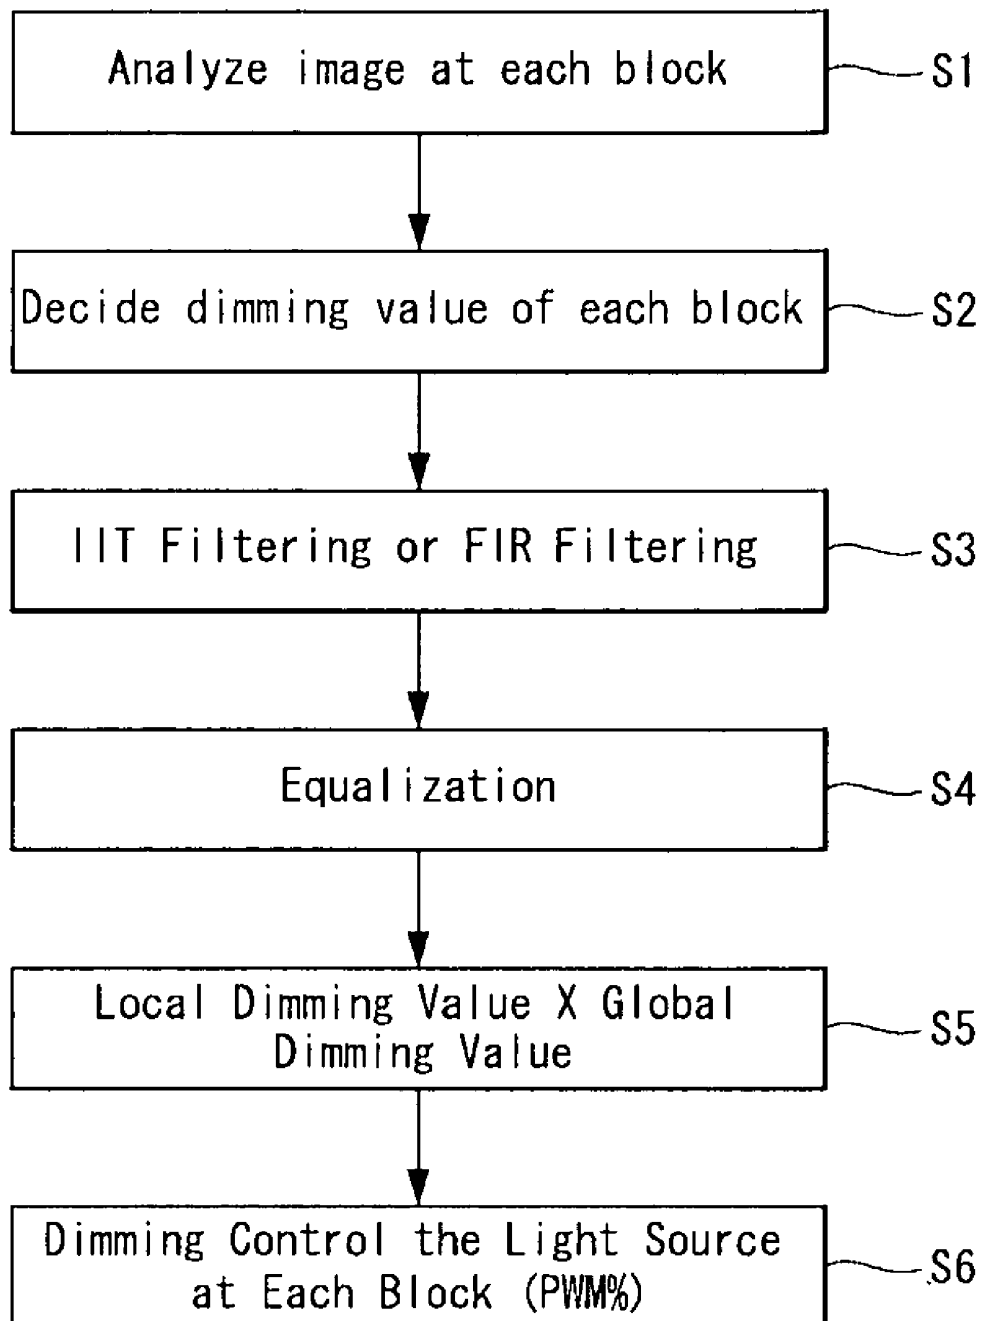 Analyze image at each block
S1
Decide dimming value of each block
S2
IIT Filtering or FIR Filtering
S3
Equalization
S4
Local Dimming Value X Global
Dimming Value
S5
Dimming Control the Light Source
at Each Block (PWM%)
S6